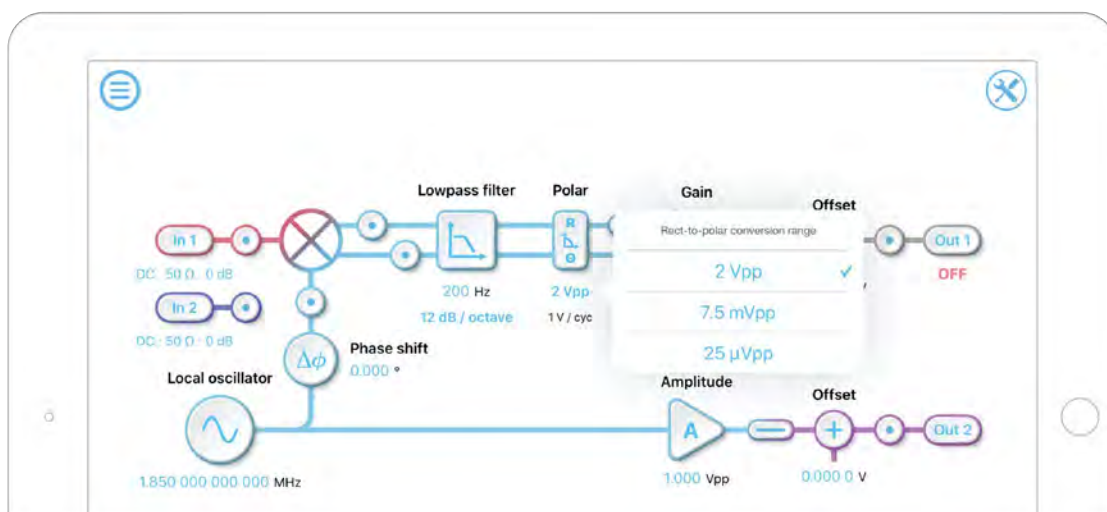 Lowpass filter
Polar
Gain
Offset
In 1
R
Θ
Rect-to-polar conversion range
Out 1
DC : 50 Ω : 0 dB
2 Vpp ✓
OFF
In 2
200 Hz
2 Vpp
12 dB / octave
1 V / cyc
7.5 mVpp
DC : 50 Ω : 0 dB
25 µVpp
Δϕ
Phase shift
0.000 °
Local oscillator
Amplitude
Offset
A
+
Out 2
1.850 000 000 000 MHz
1.000 Vpp
0.000 0 V